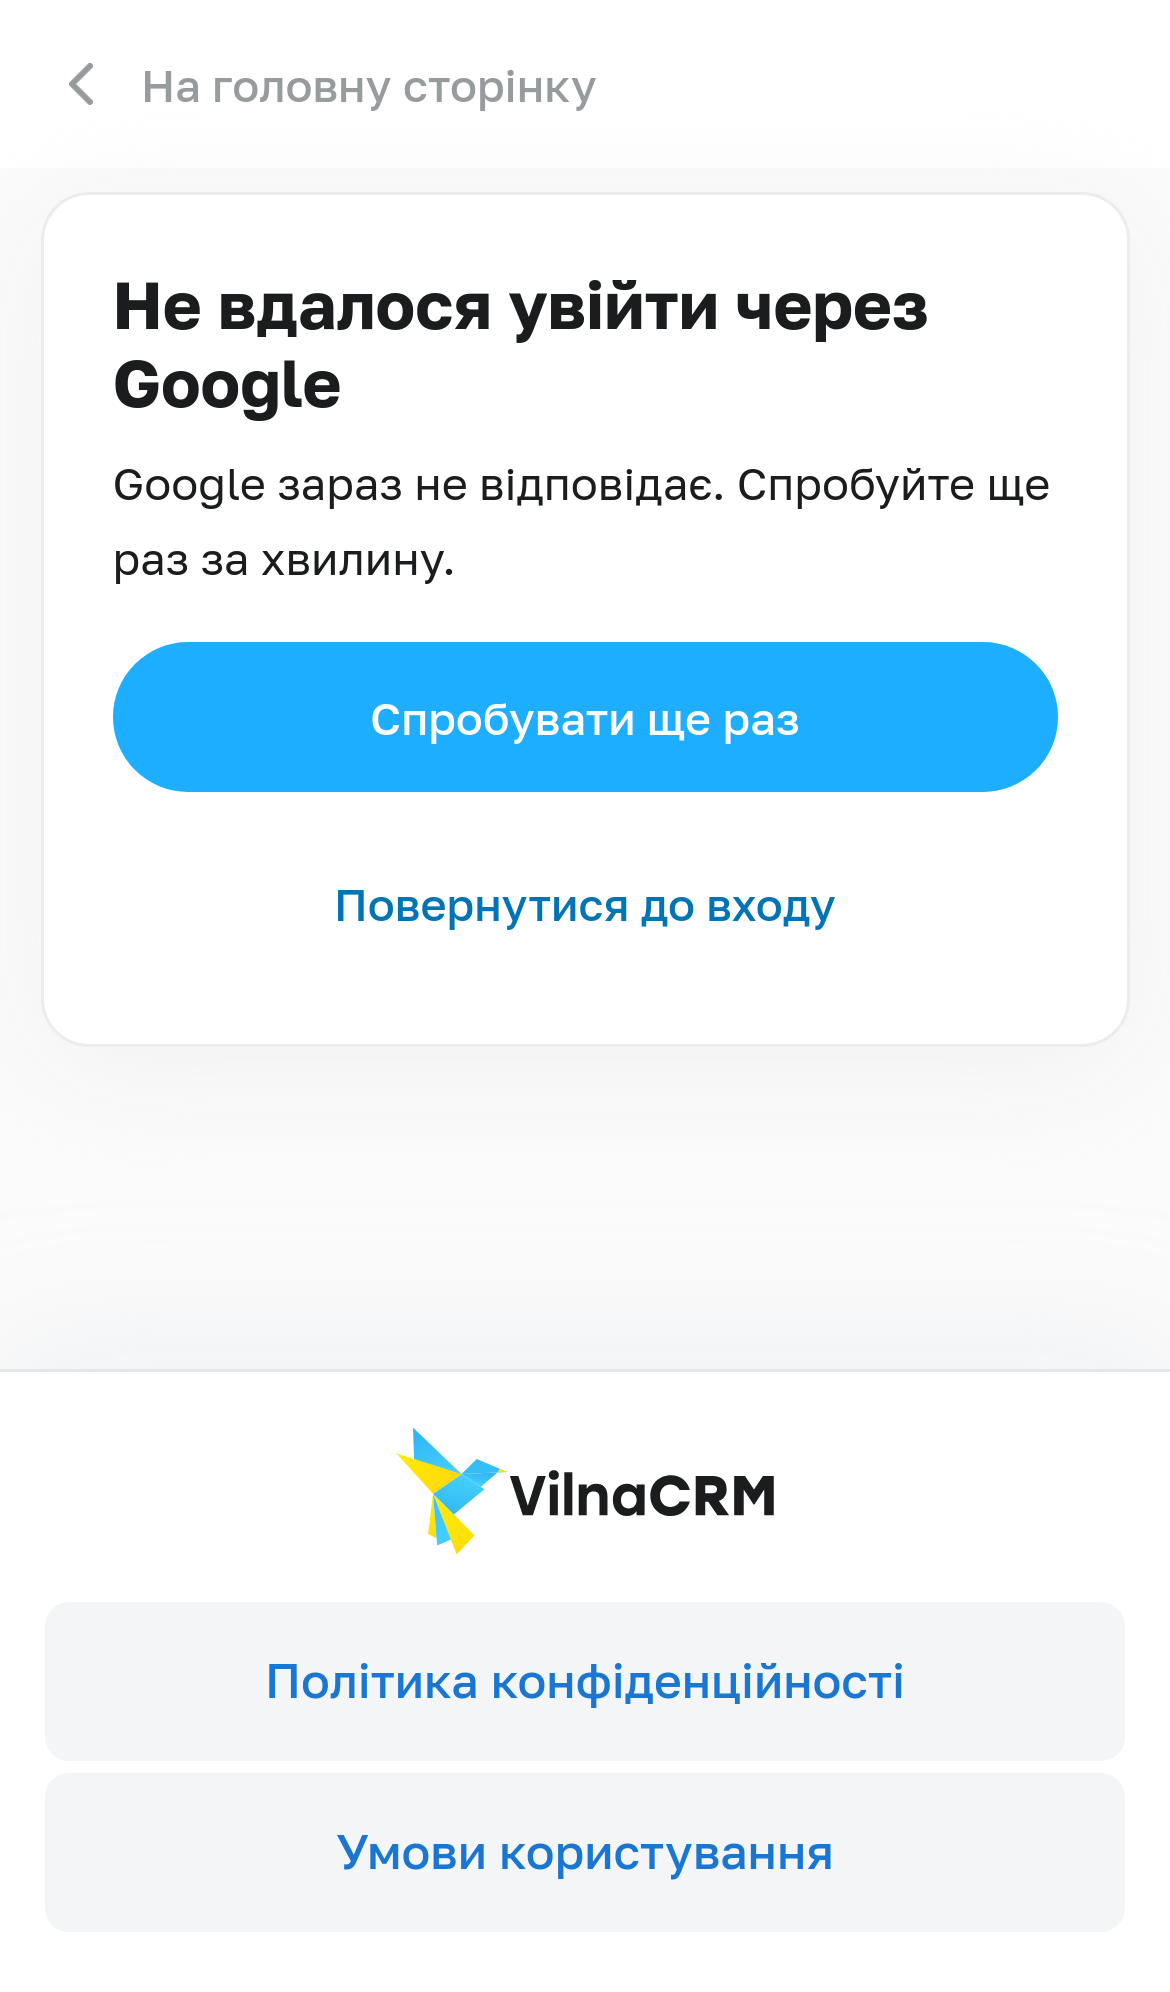 На головну сторінку
Не вдалося увійти через
Google
Google зараз не відповідає. Спробуйте ще
раз за хвилину.
Спробувати ще раз
Повернутися до входу
VilnaCRM
Політика конфіденційності
Умови користування